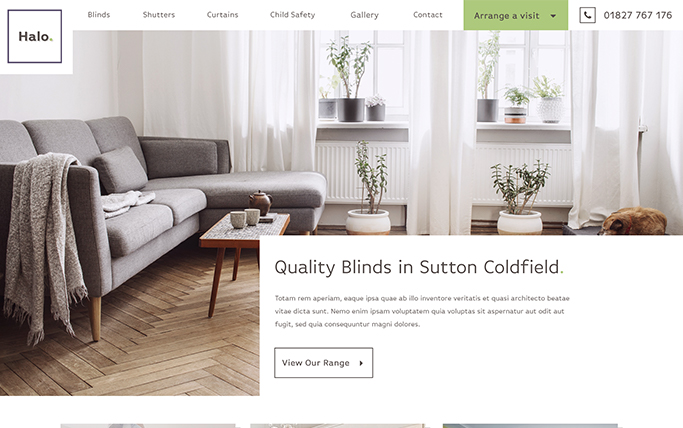 Halo.
Blinds
Shutters
Curtains
Child Safety
Gallery
Contact
Arrange a visit
01827 767 176
Quality Blinds in Sutton Coldfield.
Totam rem aperiam, eaque ipsa quae ab illo inventore veritatis et quasi architecto beatae
vitae dicta sunt. Nemo enim ipsam voluptatem quia voluptas sit aspernatur aut odit aut
fugit, sed quia consequuntur magni dolores.
View Our Range